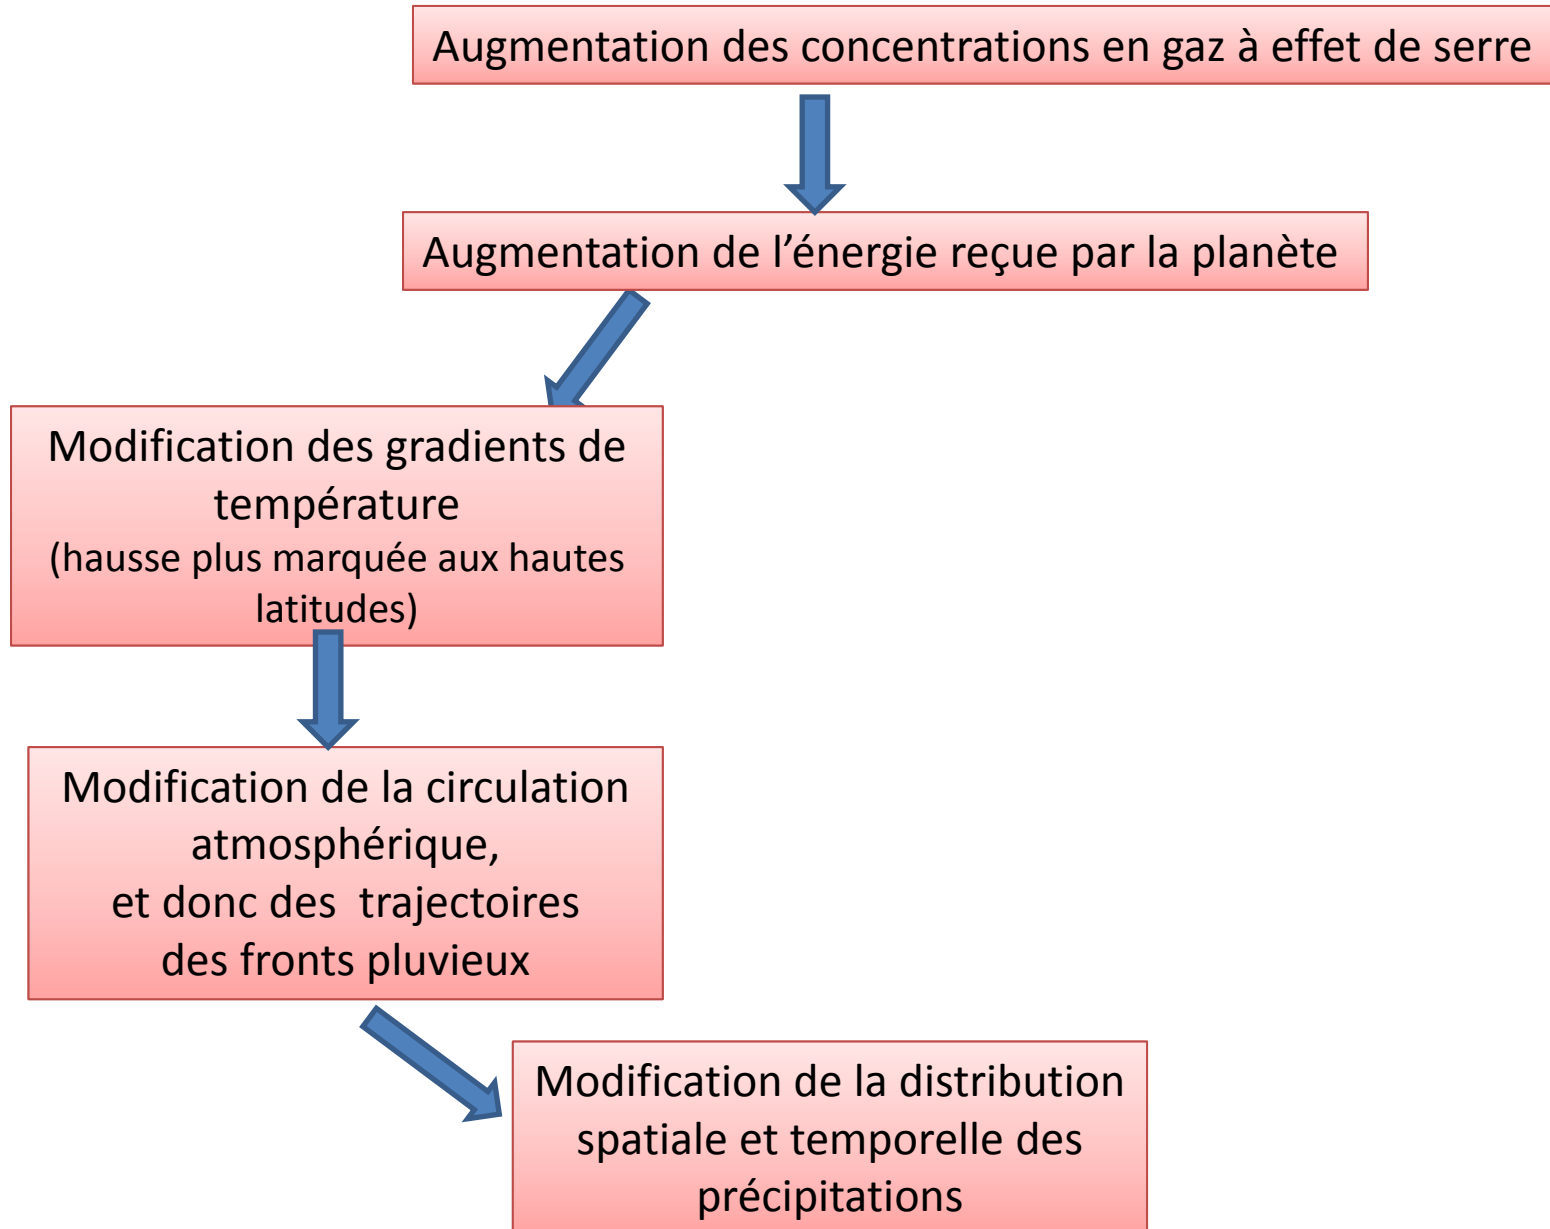 Augmentation des concentrations en gaz à effet de serre
Augmentation de l’énergie reçue par la planète
Modification des gradients de
température
(hausse plus marquée aux hautes
latitudes)
Modification de la circulation
atmosphérique,
et donc des  trajectoires
des fronts pluvieux
Modification de la distribution
spatiale et temporelle des
précipitations